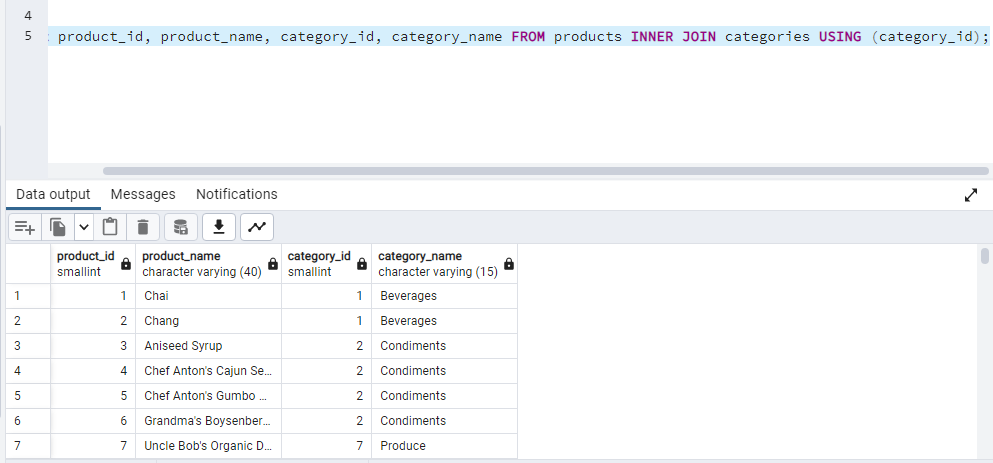 4
5 product_id, product_name, category_id, category_name FROM products INNER JOIN categories USING (category_id);
Data output Messages Notifications
product_id product_name category_id category_name
smallint character varying (40) smallint character varying (15)
1 1 Chai 1 Beverages
2 2 Chang 1 Beverages
3 3 Aniseed Syrup 2 Condiments
4 4 Chef Anton's Cajun Se... 2 Condiments
5 5 Chef Anton's Gumbo ... 2 Condiments
6 6 Grandma's Boysenber... 2 Condiments
7 7 Uncle Bob's Organic D... 7 Produce